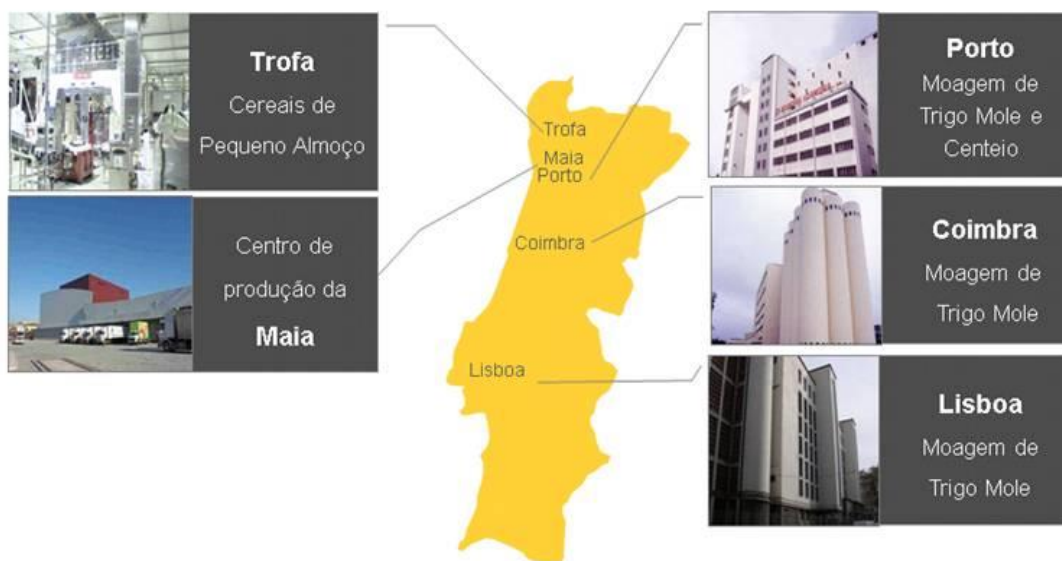 Trofa
Cereais de
Pequeno Almoço
Centro de
produção da
Maia
Trofa
Maia
Porto
Coimbra
Lisboa
Porto
Moagem de
Trigo Mole e
Centeio
Coimbra
Moagem de
Trigo Mole
Lisboa
Moagem de
Trigo Mole